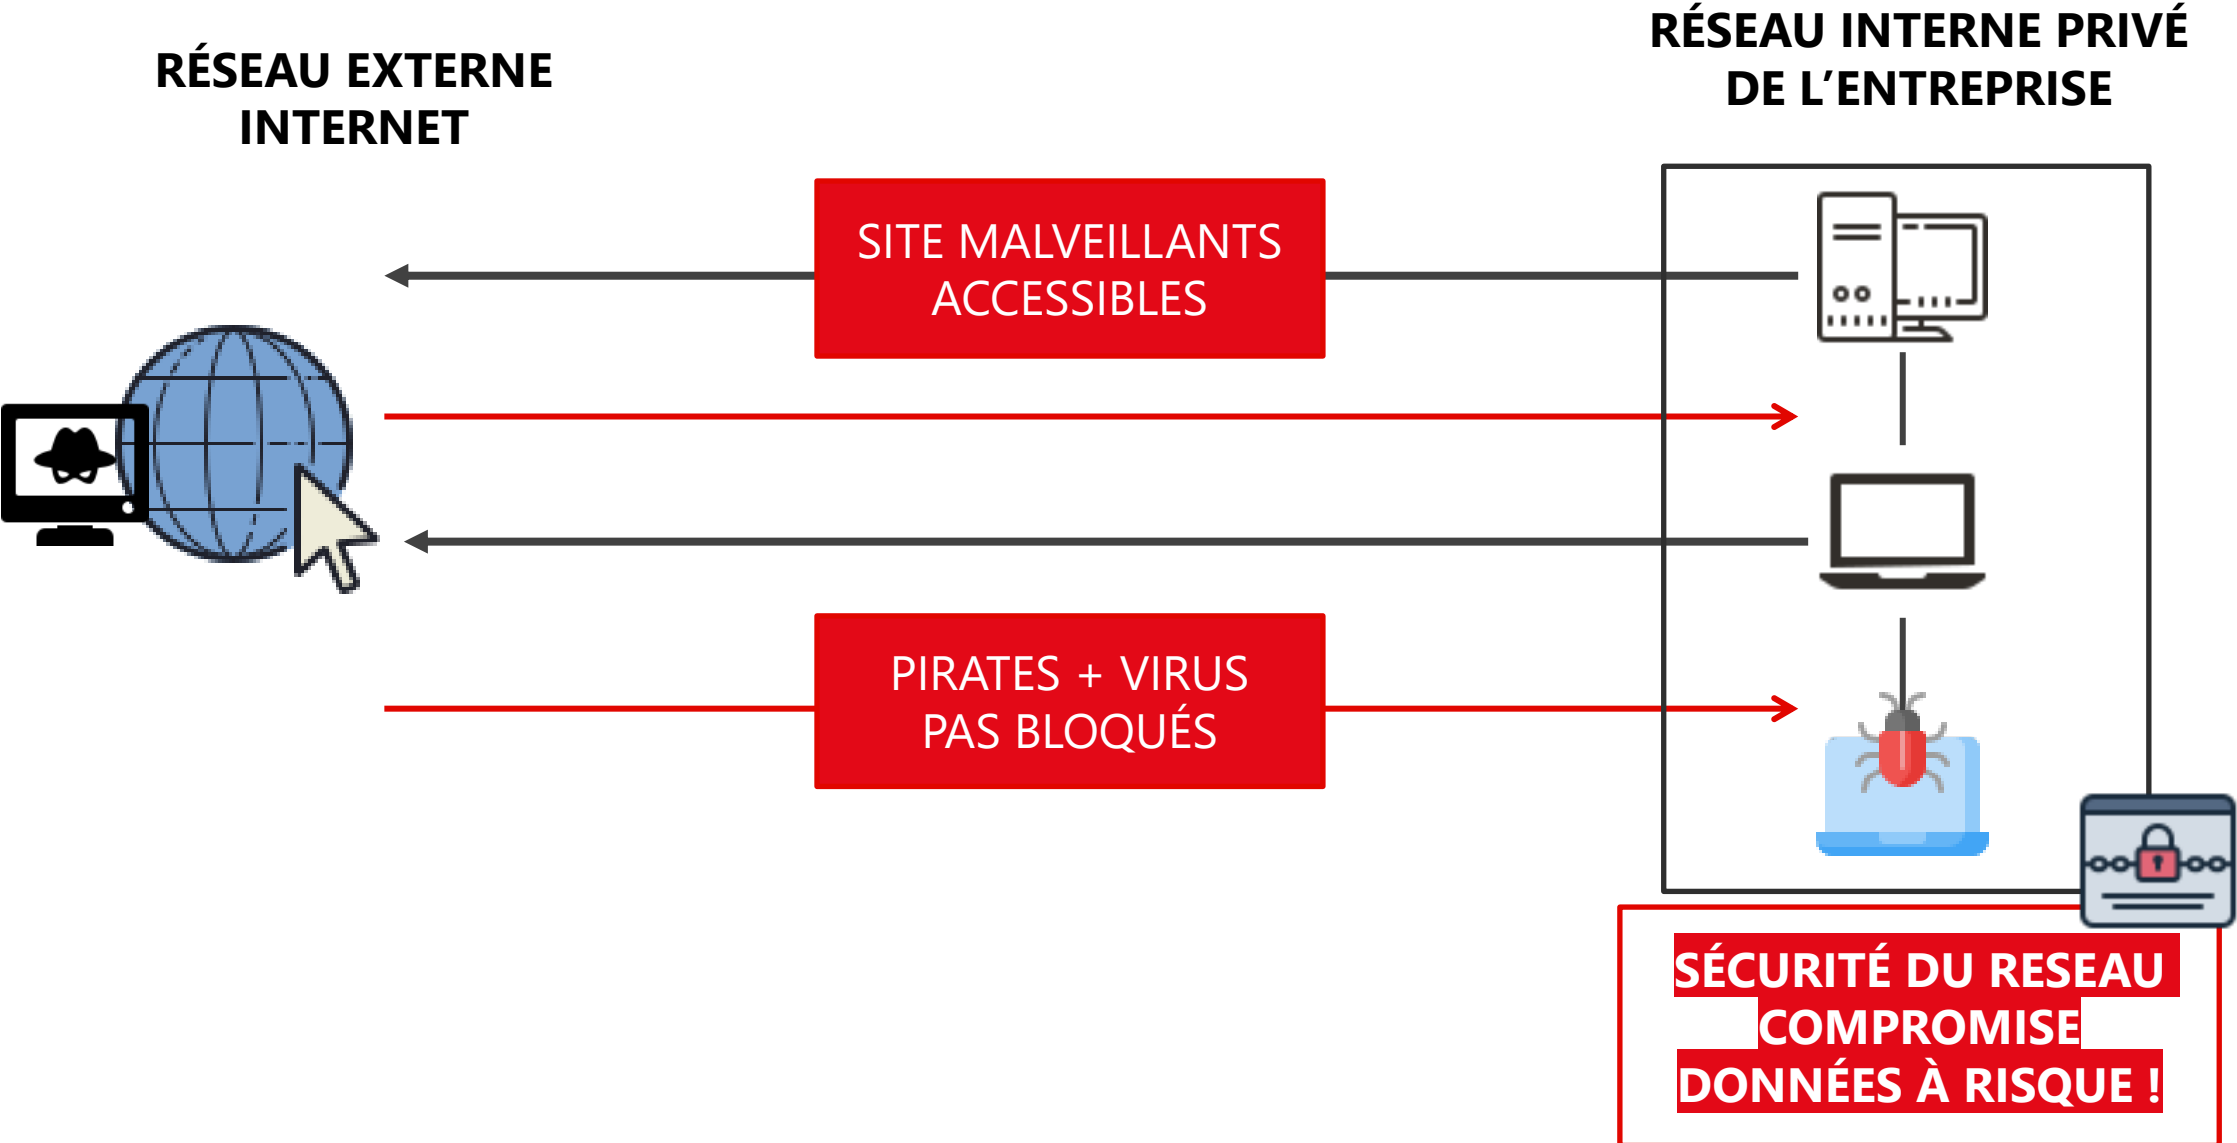 RÉSEAU EXTERNE
INTERNET
RÉSEAU INTERNE PRIVÉ
DE L’ENTREPRISE
SITE MALVEILLANTS
ACCESSIBLES
PIRATES + VIRUS
PAS BLOQUÉS
SÉCURITÉ DU RESEAU
COMPROMISE
DONNÉES À RISQUE !